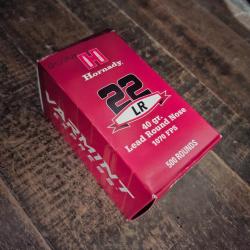 H
Hornady
22
LR
40 gr.
Lead Round Nose
1070 FPS
500 ROUNDS
VARMINT